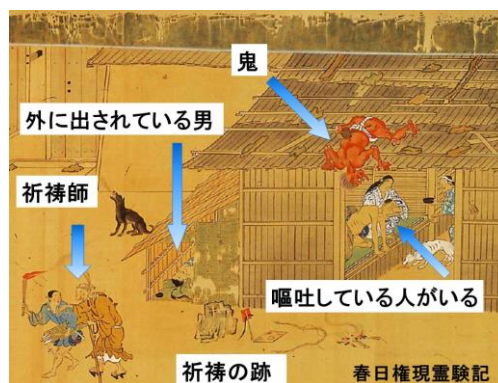 鬼
外に出されている男
祈祷師
嘔吐している人がいる
祈祷の跡
春日権現霊験記